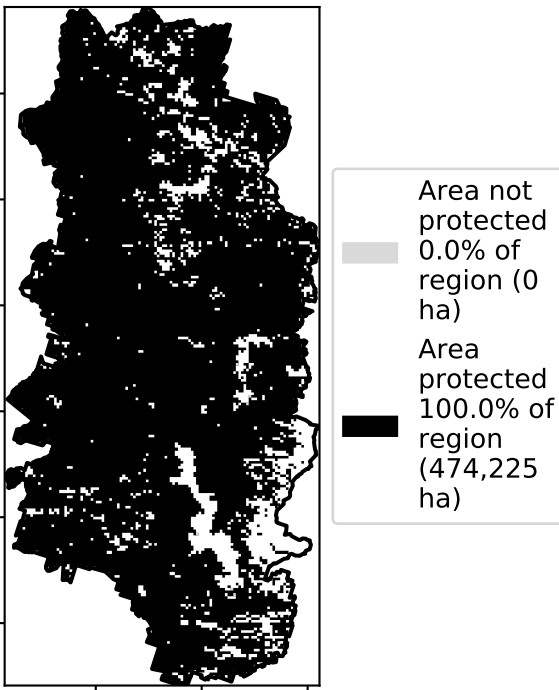 Area not
protected
0.0% of
region (0
ha)
Area
protected
100.0% of
region
(474,225
ha)